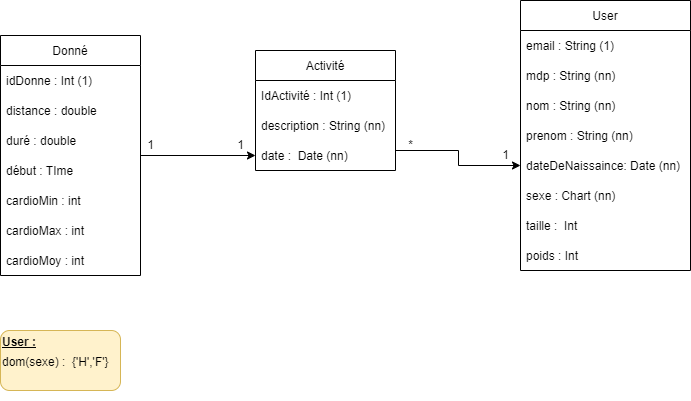 Donné
idDonne : Int (1)
distance : double
duré : double
début : TIme
cardioMin : int
cardioMax : int
cardioMoy : int
1
1
Activité
IdActivité : Int (1)
description : String (nn)
date :  Date (nn)
*
1
User
email : String (1)
mdp : String (nn)
nom : String (nn)
prenom : String (nn)
dateDeNaissaince: Date (nn)
sexe : Chart (nn)
taille :  Int
poids : Int
User :
dom(sexe) :  {'H','F'}